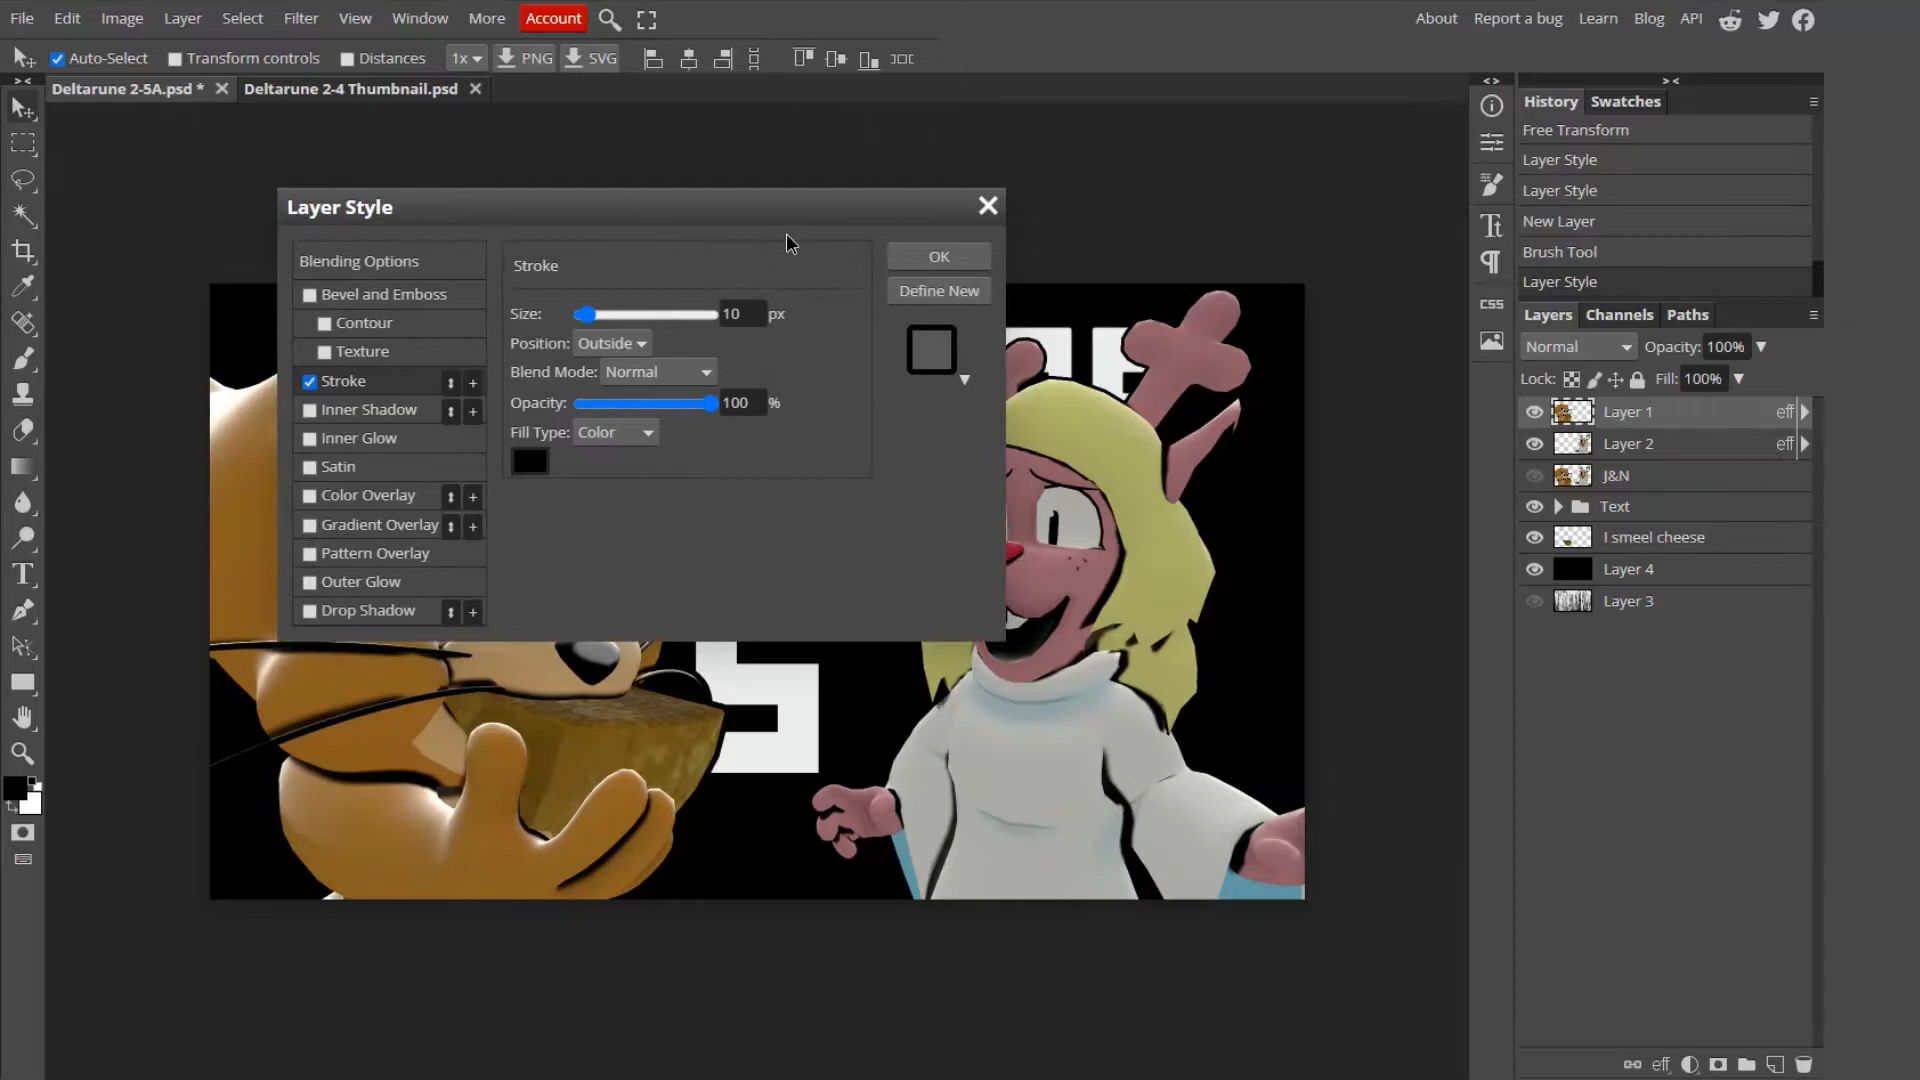 File Edit Image Layer Select Filter View Window More Account About Report a bug Learn Blog API
Auto-Select Transform controls Distances 1x PNG SVG
Deltarune 2-5A.psd * Deltarune 2-4 Thumbnail.psd
Layer Style
Blending Options
Bevel and Emboss
Contour
Texture
Stroke
Inner Shadow
Inner Glow
Satin
Color Overlay
Gradient Overlay
Pattern Overlay
Outer Glow
Drop Shadow
Stroke
Size: 10 px
Position: Outside
Blend Mode: Normal
Opacity: 100 %
Fill Type: Color
OK
Define New
CSS
History Swatches
Free Transform
Layer Style
Layer Style
New Layer
Brush Tool
Layer Style
Layers Channels Paths
Normal Opacity: 100%
Lock: Fill: 100%
Layer 1 eff
Layer 2 eff
J&N
Text
I smeel cheese
Layer 4
Layer 3
eff